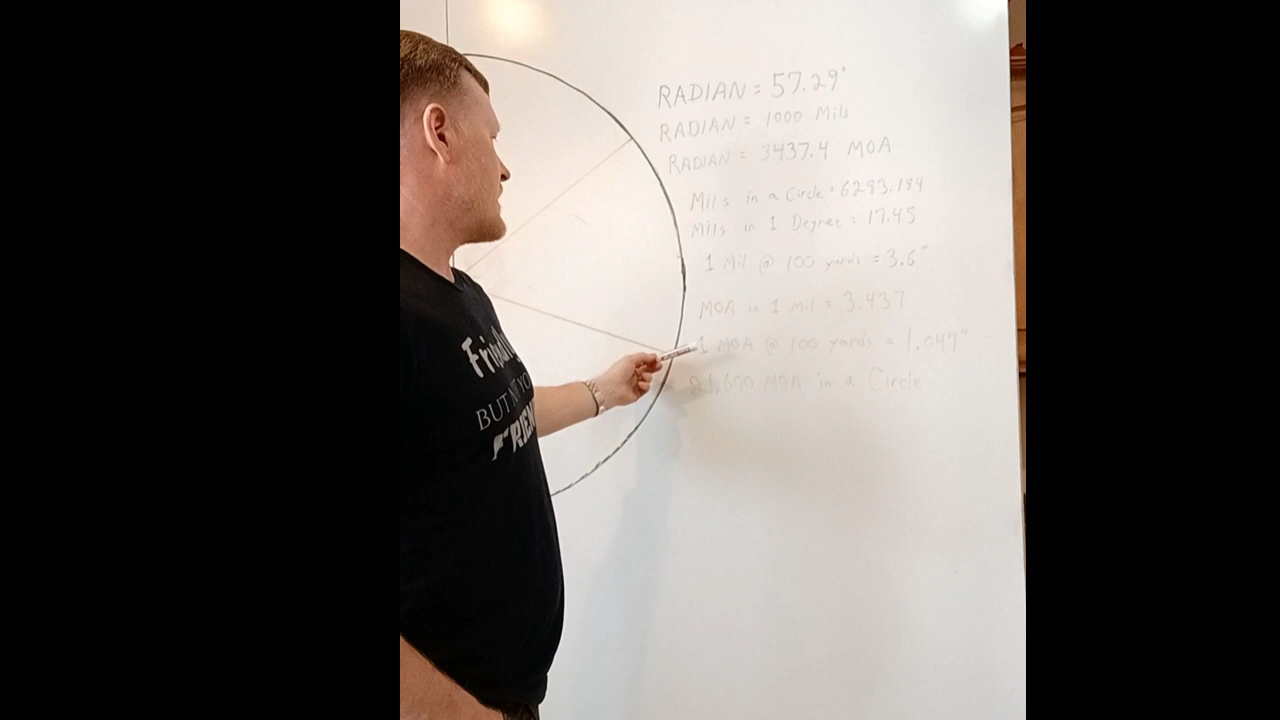 RADIAN = 57.29°
RADIAN = 1000 Mils
RADIAN = 3437.4 MOA
Mils in a Circle = 6283.184
Mils in 1 Degree = 17.45
1 Mil @ 100 yards = 3.6"
MOA in 1 Mil = 3.437
1 MOA @ 100 yards = 1.047"
21,600 MOA in a Circle
BUT NOT YO
FRIEN